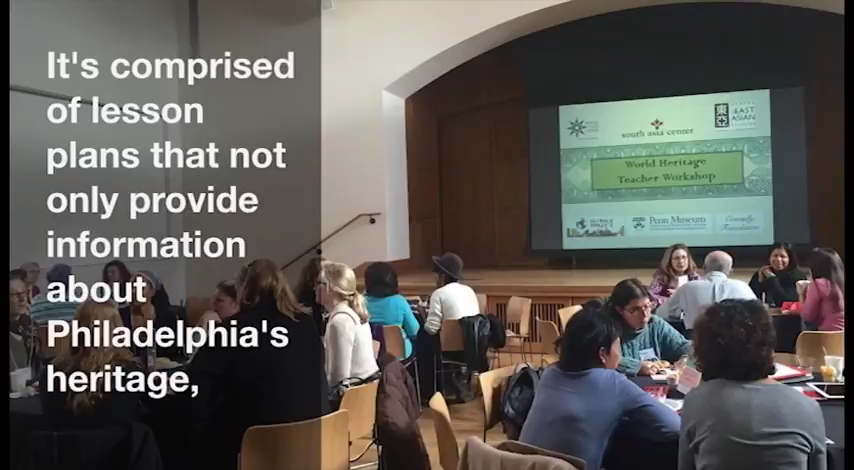 It's comprised
of lesson
plans that not
only provide
information
about
Philadelphia's
heritage,
south asia center
EAST
ASIAN
World Heritage
Teacher Workshop
Penn Museum